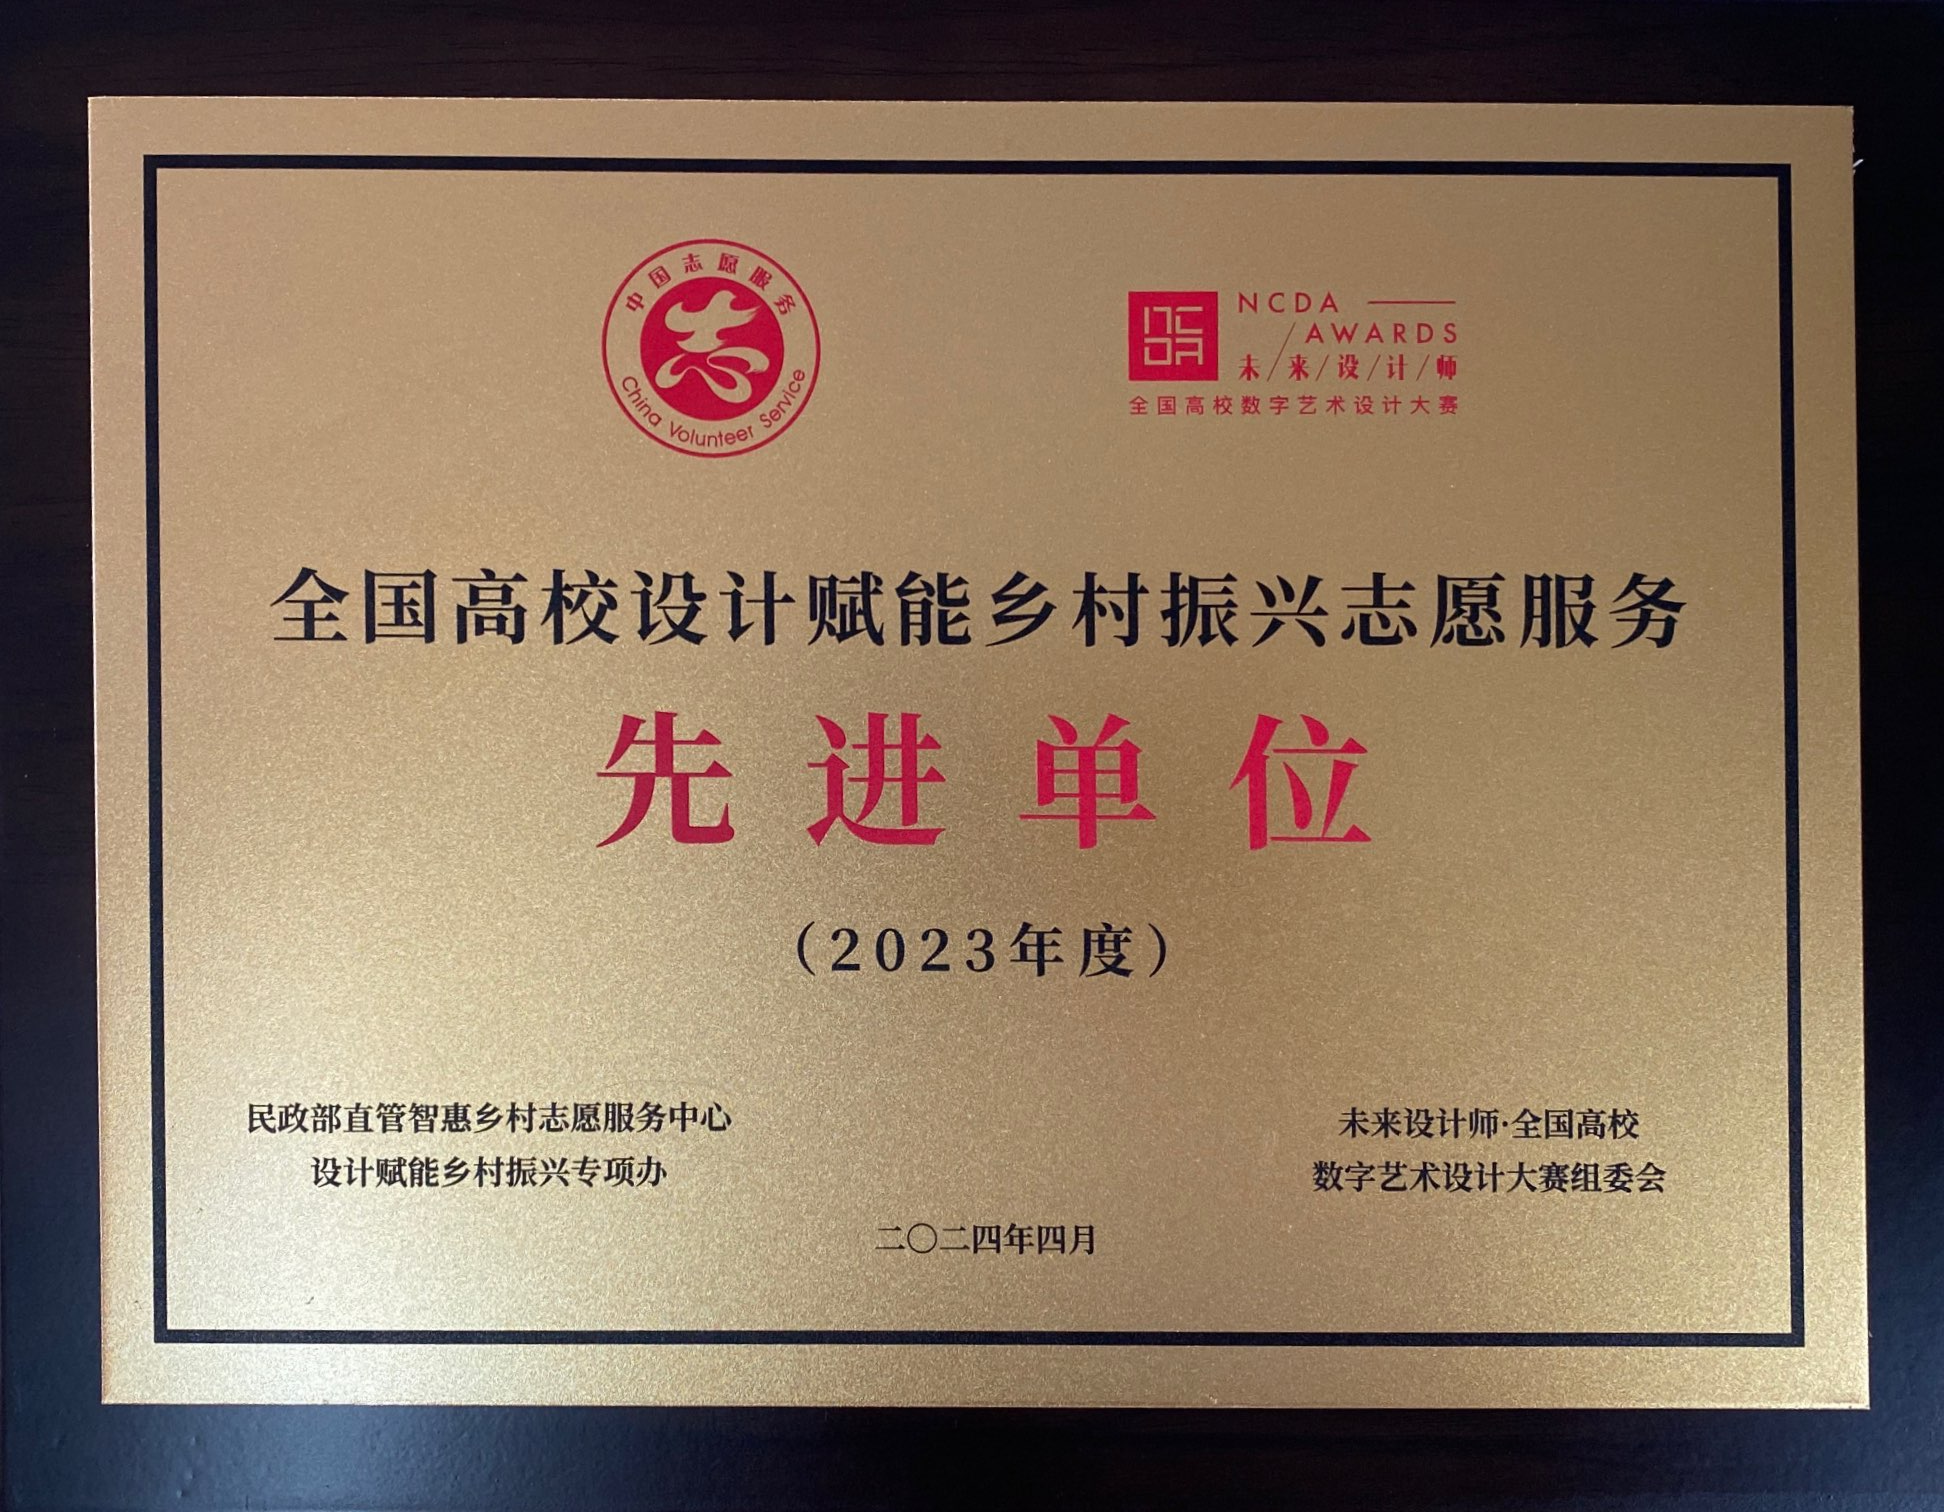 中国志愿服务
China Volunteer Service
NCDA
AWARDS
未/来/设/计/师
全国高校数字艺术设计大赛
全国高校设计赋能乡村振兴志愿服务
先进单位
（2023年度）
民政部直管智惠乡村志愿服务中心
设计赋能乡村振兴专项办
未来设计师·全国高校
数字艺术设计大赛组委会
二〇二四年四月